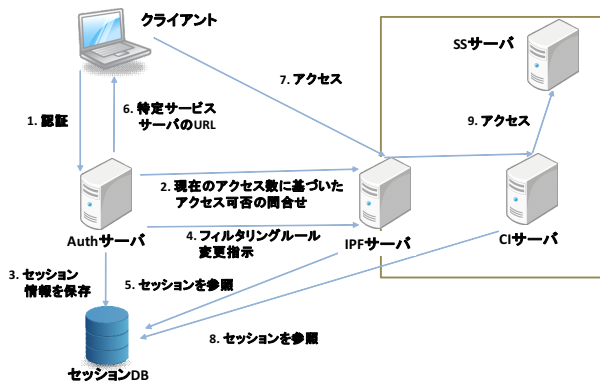 クライアント
SSサーバ
7. アクセス
1. 認証
6. 特定サービス
サーバのURL
9. アクセス
2. 現在のアクセス数に基づいた
アクセス可否の問合せ
Authサーバ
4. フィルタリングルール
変更指示
IPFサーバ
CIサーバ
3. セッション
情報を保存
5. セッションを参照
8. セッションを参照
セッションDB